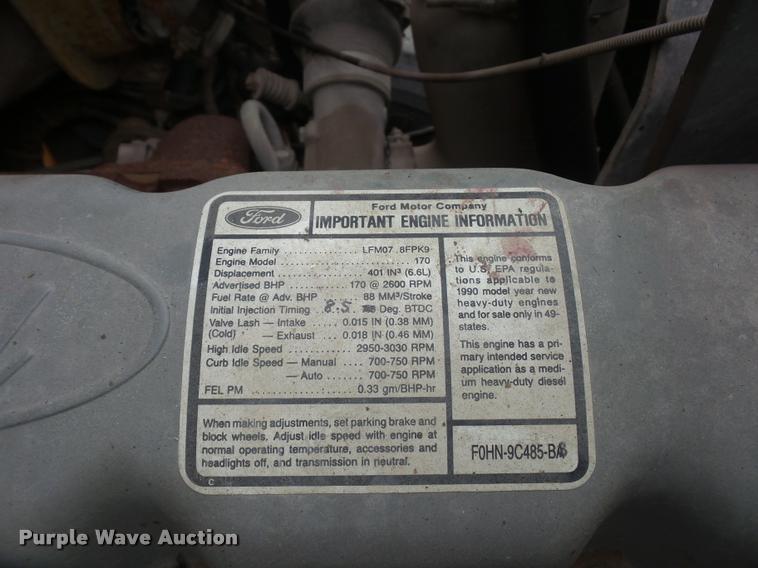 Ford
Ford Motor Company
IMPORTANT ENGINE INFORMATION
Engine Family ............ LFM07 .8FPK9
Engine Model ............ 170
Displacement ............ 401 IN³ (6.6L)
Advertised BHP ............ 170 @ 2600 RPM
Fuel Rate @ Adv. BHP ...... 88 MM³/Stroke
Initial Injecting Timing 8.5 Deg. BTDC
Valve Lash — Intake .... 0.015 IN (0.38 MM)
(Cold) — Exhaust .... 0.018 IN (0.46 MM)
High Idle Speed ............ 2950-3030 RPM
Curb Idle Speed — Manual .... 700-750 RPM
— Auto ........ 700-750 RPM
FEL PM ............ 0.33 gm/BHP-hr
This engine conforms
to U.S. EPA regula-
tions applicable to
1990 model year new
heavy-duty engines
and for sale only in 49-
states.
This engine has a pri-
mary intended service
application as a medi-
um heavy-duty diesel
engine.
When making adjustments, set parking brake and
block wheels. Adjust idle speed with engine at
normal operating temperature, accessories and
headlights off, and transmission in neutral.
F0HN-9C485-B
C
Purple Wave Auction